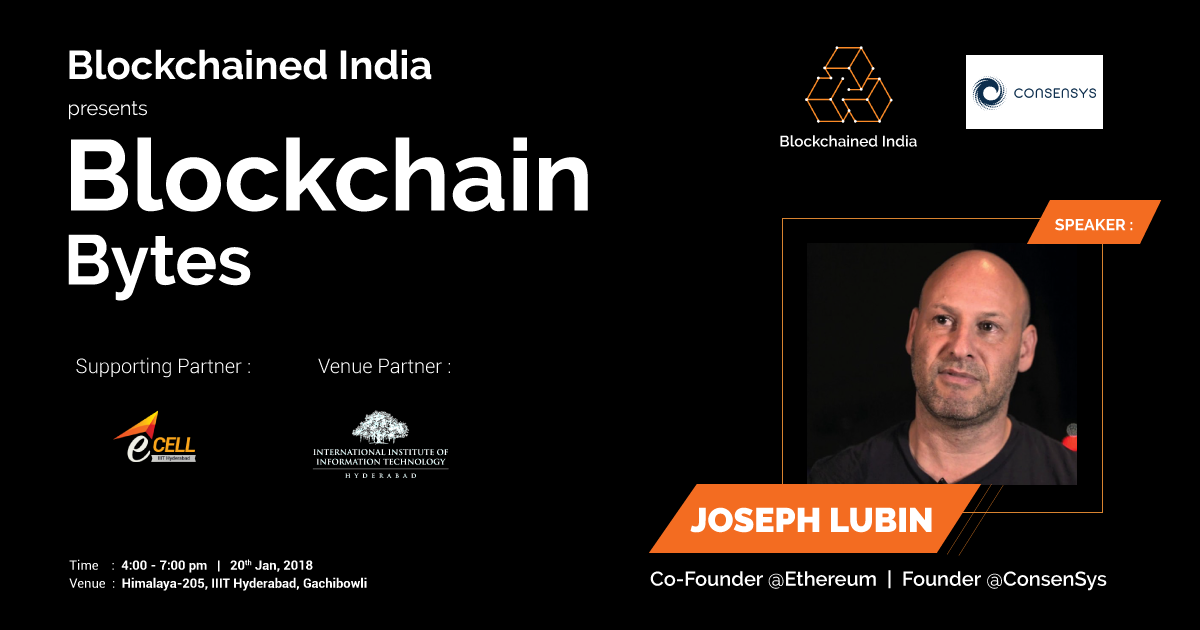 Blockchained India
presents
Blockchain
Bytes
Supporting Partner :
Venue Partner :
e CELL
IIIT Hyderabad
INTERNATIONAL INSTITUTE OF
INFORMATION TECHNOLOGY
HYDERABAD
Time : 4:00 - 7:00 pm | 20th Jan, 2018
Venue : Himalaya-205, IIIT Hyderabad, Gachibowli
Blockchained India
CONSENSYS
SPEAKER :
JOSEPH LUBIN
Co-Founder @Ethereum | Founder @ConsenSys